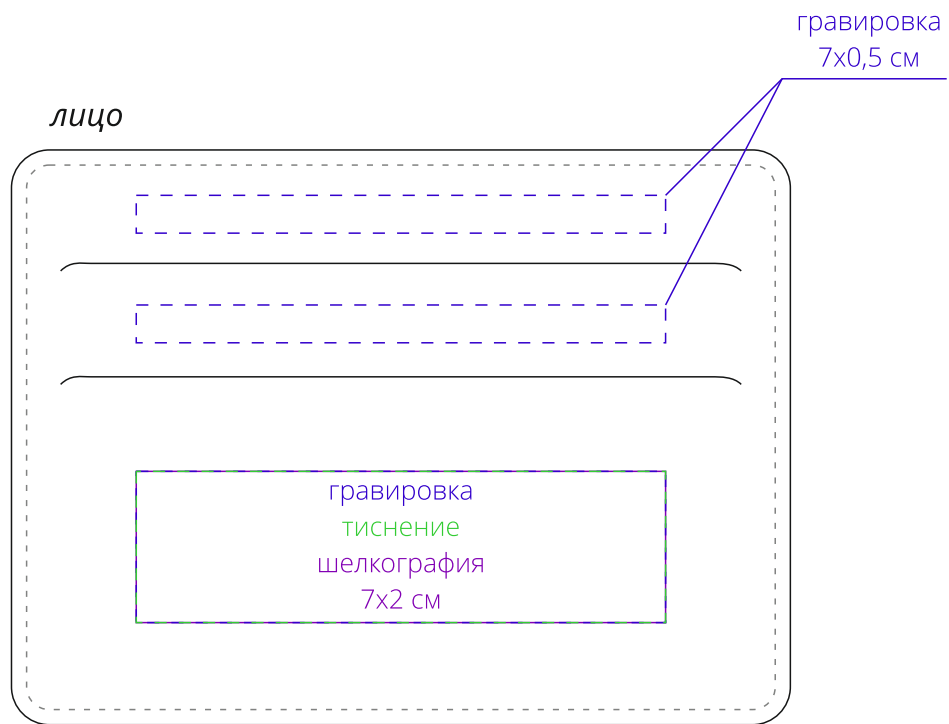 гравировка
7х0,5 см
лицо
гравировка
тиснение
шелкография
7х2 см